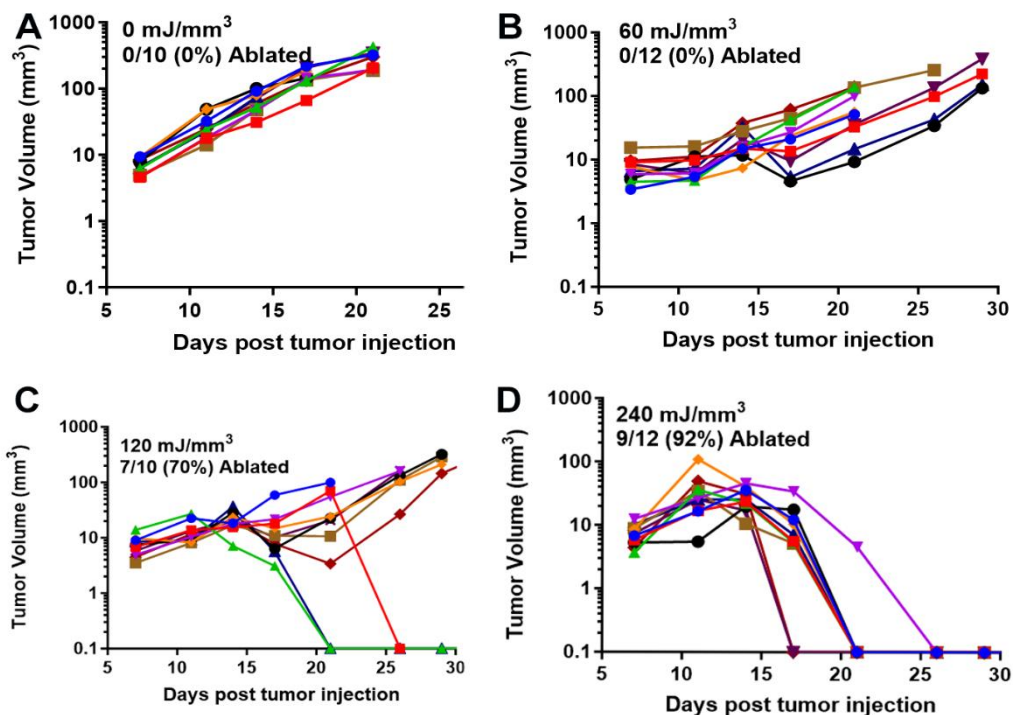 A
0 mJ/mm³
0/10 (0%) Ablated
Tumor Volume (mm³)
1000
100
10
1
0.1
5 10 15 20 25
Days post tumor injection
B
60 mJ/mm³
0/12 (0%) Ablated
Tumor Volume (mm³)
1000
100
10
1
0.1
5 10 15 20 25 30
Days post tumor injection
C
120 mJ/mm³
7/10 (70%) Ablated
Tumor Volume (mm³)
1000
100
10
1
0.1
5 10 15 20 25 30
Days post tumor injection
D
240 mJ/mm³
9/12 (92%) Ablated
Tumor Volume (mm³)
1000
100
10
1
0.1
5 10 15 20 25 30
Days post tumor injection